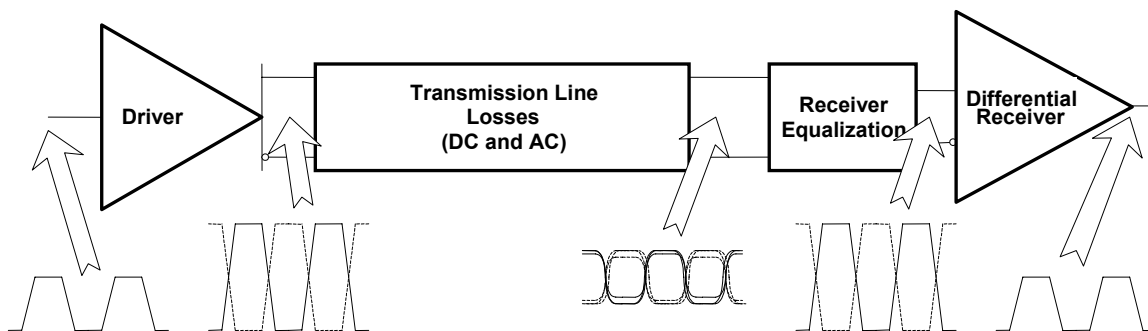 Driver
Transmission Line
Losses
(DC and AC)
Receiver
Equalization
Differential
Receiver